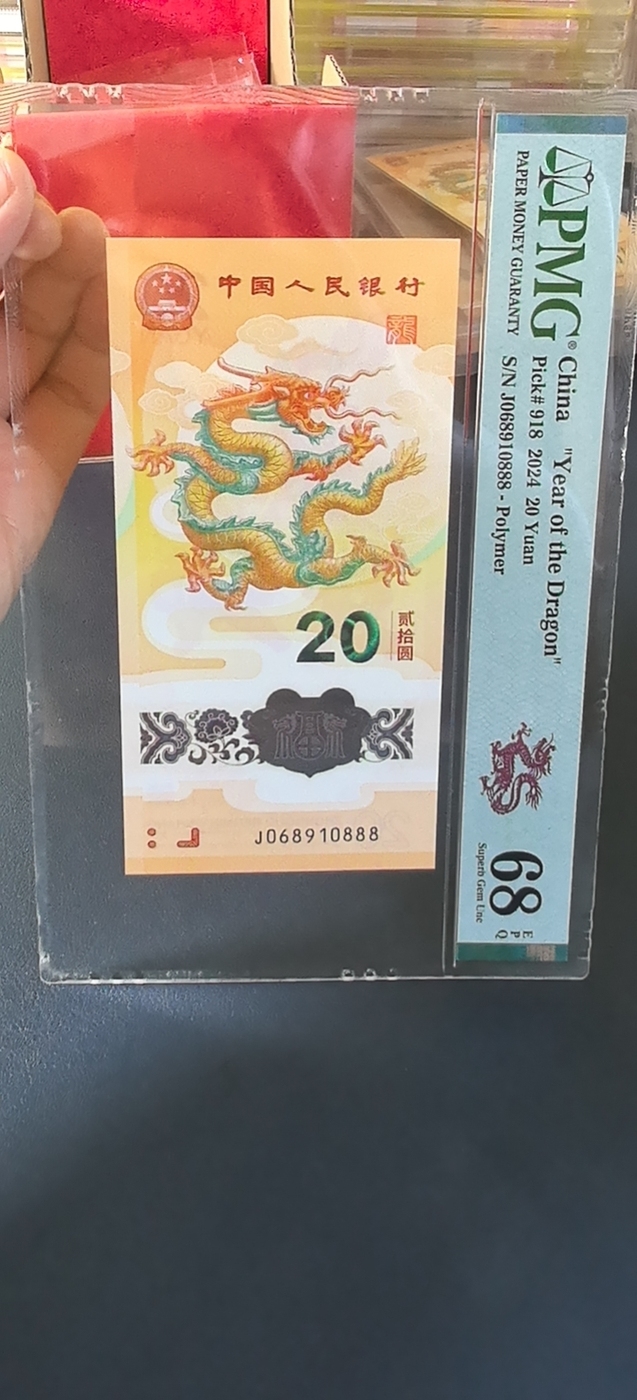 中国人民银行
龍
20
贰拾圆
J068910888
PMG®
PAPER MONEY GUARANTY
China "Year of the Dragon"
Pick# 918 2024 20 Yuan
S/N J068910888 - Polymer
68
EPQ
Superb Gem Unc